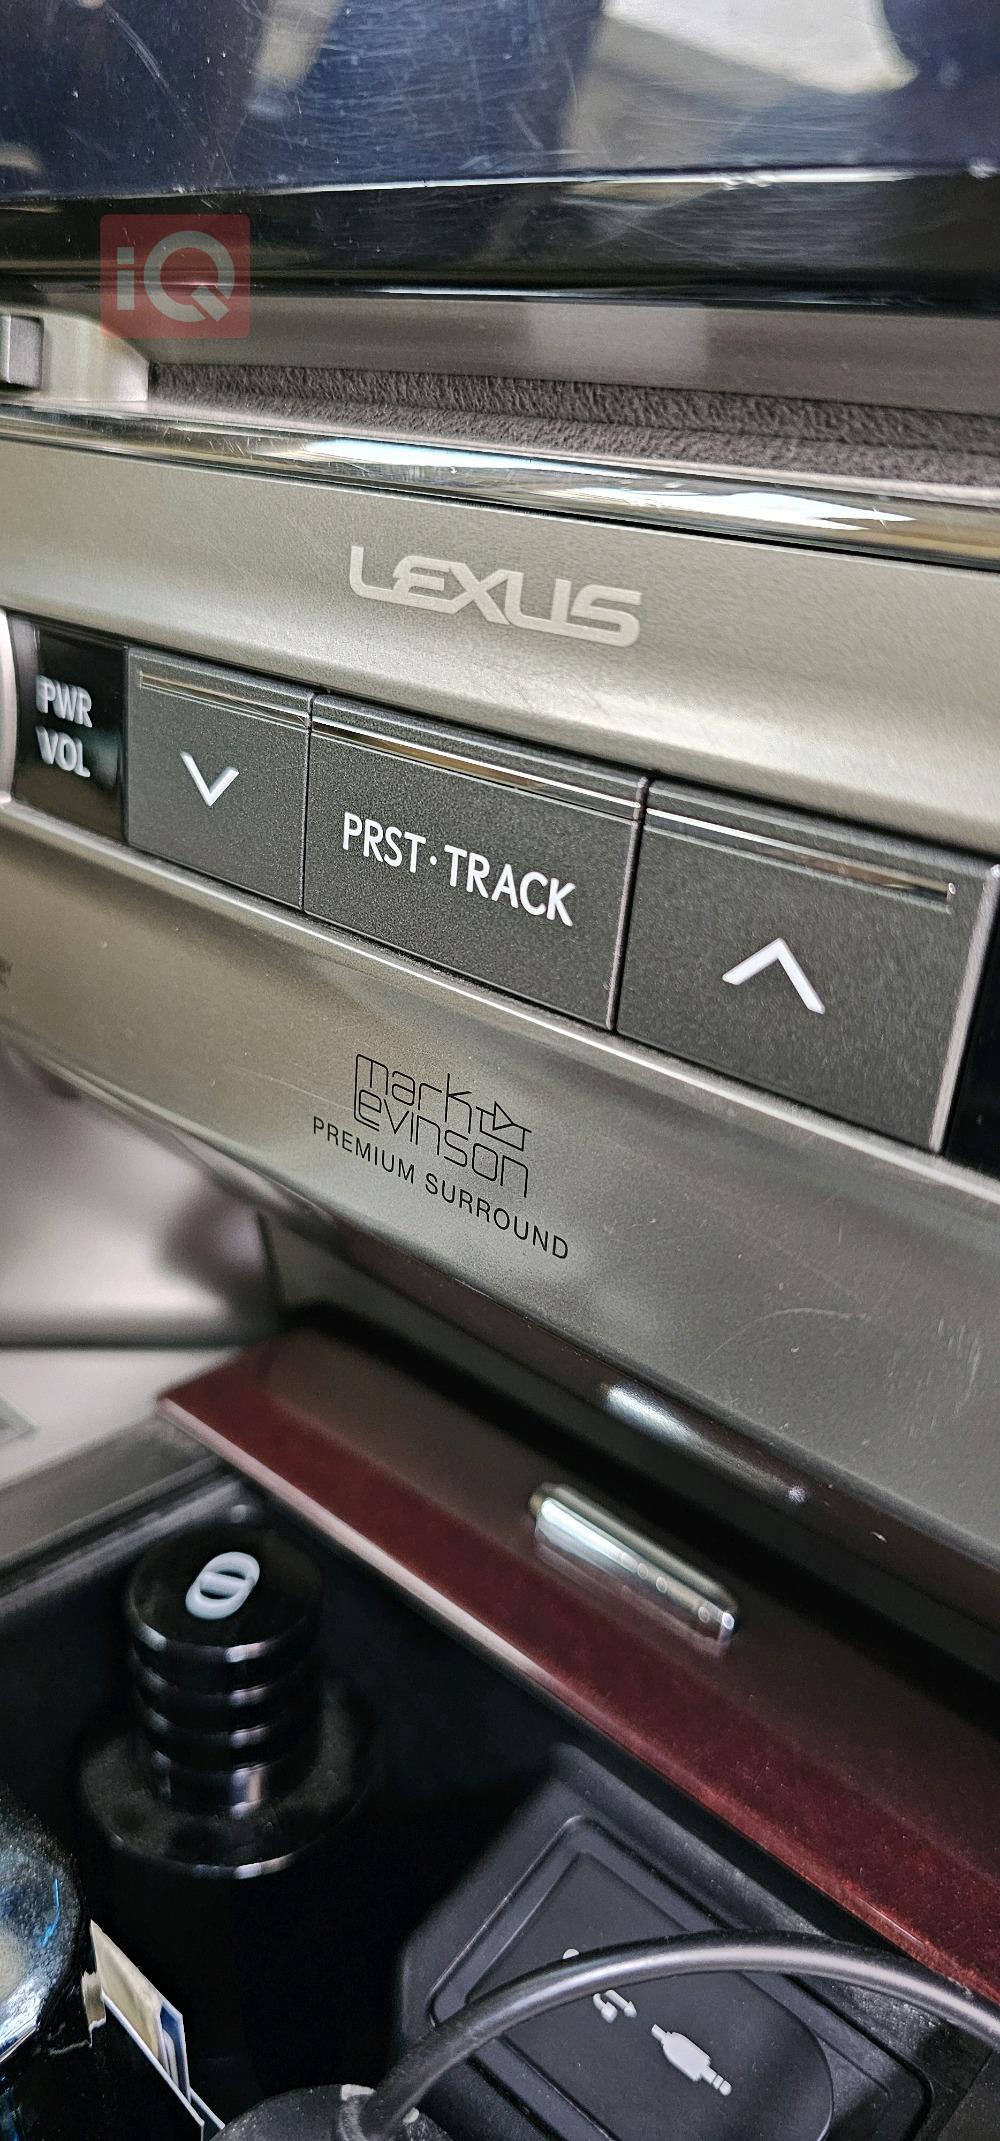 iQ
LEXUS
PWR
VOL
PRST·TRACK
mark
levinson
PREMIUM SURROUND